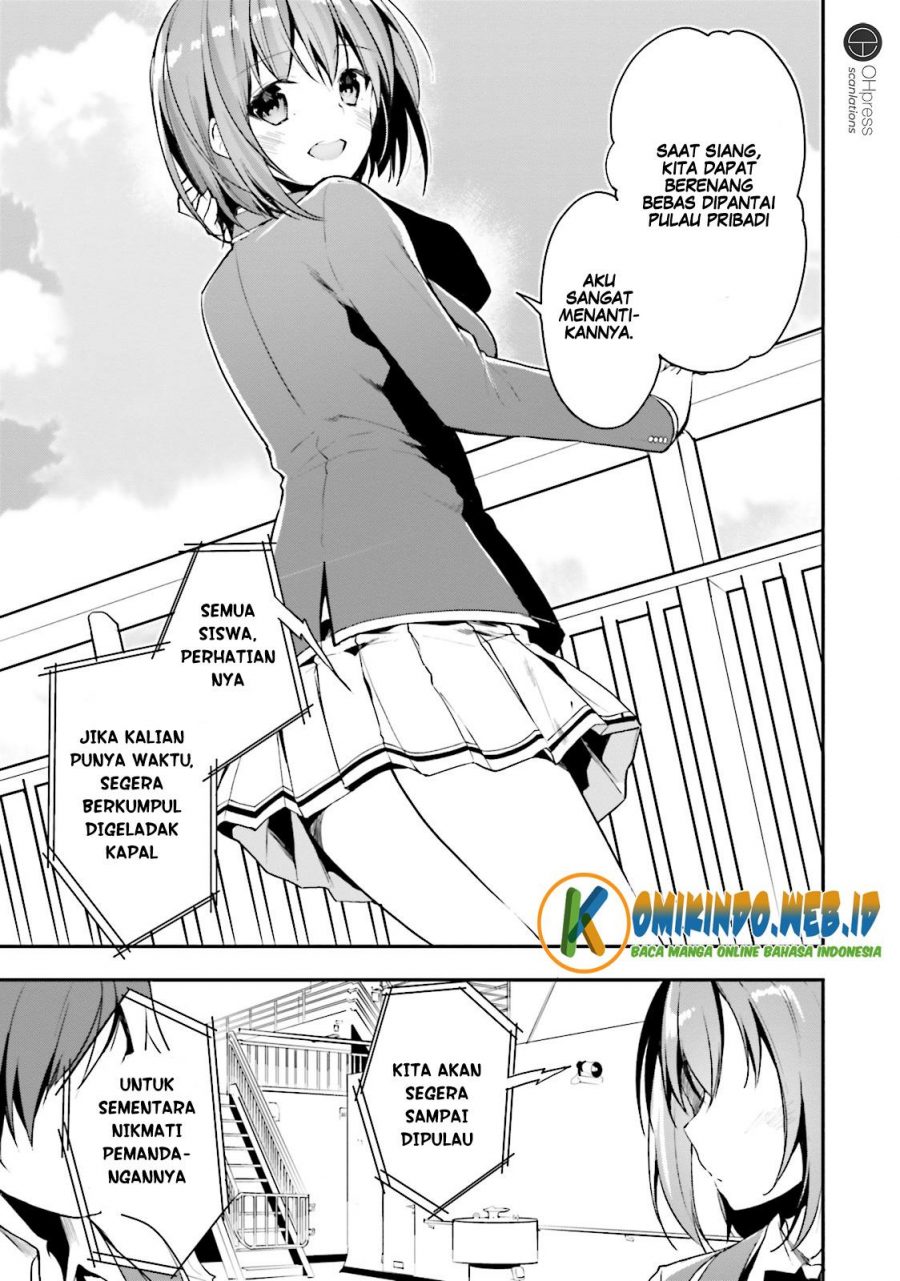 OHpress
scanlations
SAAT SIANG,
KITA DAPAT
BERENANG
BEBAS DIPANTAI
PULAU PRIBADI
AKU
SANGAT
MENANTI-
KANNYA.
SEMUA
SISWA,
PERHATIAN
NYA
JIKA KALIAN
PUNYA WAKTU,
SEGERA
BERKUMPUL
DIGELADAK
KAPAL
KOMIKINDO.WEB.ID
BACA MANGA ONLINE BAHASA INDONESIA
KITA AKAN
SEGERA
SAMPAI
DIPULAU
UNTUK
SEMENTARA
NIKMATI
PEMANDA-
NGANNYA